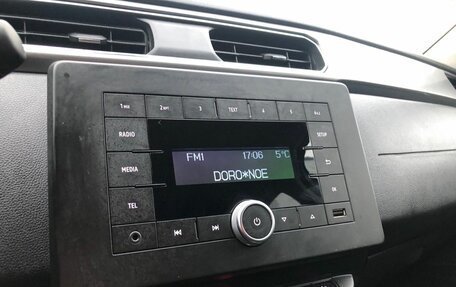 1 2 3 TEXT 4 5 6
RADIO SETUP
FM1 17:06 5°C
MEDIA
DORO*NOE
TEL OK